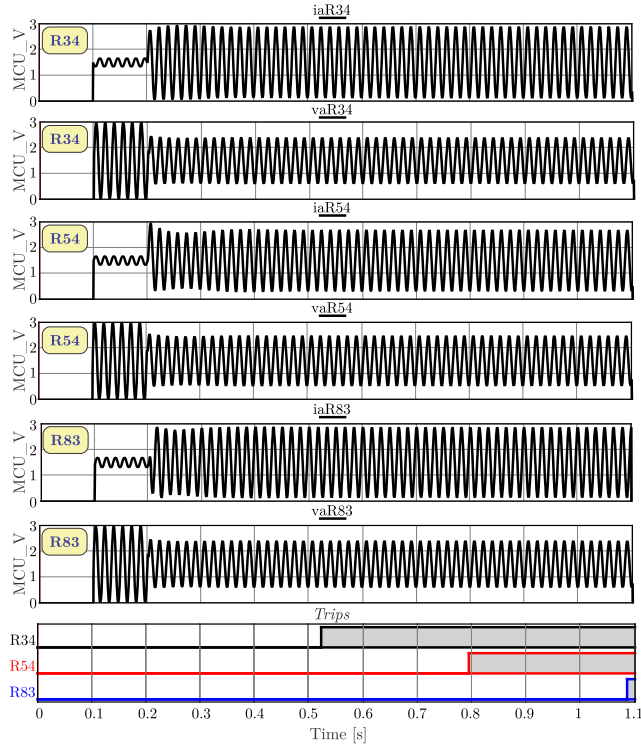 iaR34
3
2
1
0
MCU_V
R34
vaR34
3
2
1
0
MCU_V
R34
iaR54
3
2
1
0
MCU_V
R54
vaR54
3
2
1
0
MCU_V
R54
iaR83
3
2
1
0
MCU_V
R83
vaR83
3
2
1
0
MCU_V
R83
Trips
R34
R54
R83
0 0.1 0.2 0.3 0.4 0.5 0.6 0.7 0.8 0.9 1 1.1
Time [s]